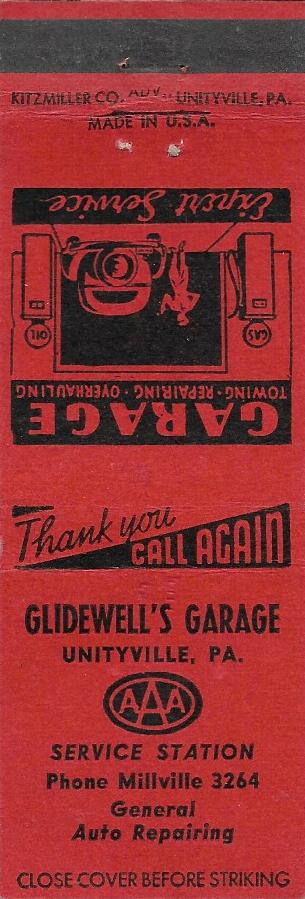 KITZMILLER CO. ADV., UNITYVILLE, PA.
MADE IN U.S.A.
GARAGE
TOWING · REPAIRING · OVERHAULING
GAS
OIL
Expert Service
Thank you
CALL AGAIN
GLIDEWELL'S GARAGE
UNITYVILLE, PA.
AAA
SERVICE STATION
Phone Millville 3264
General
Auto Repairing
CLOSE COVER BEFORE STRIKING